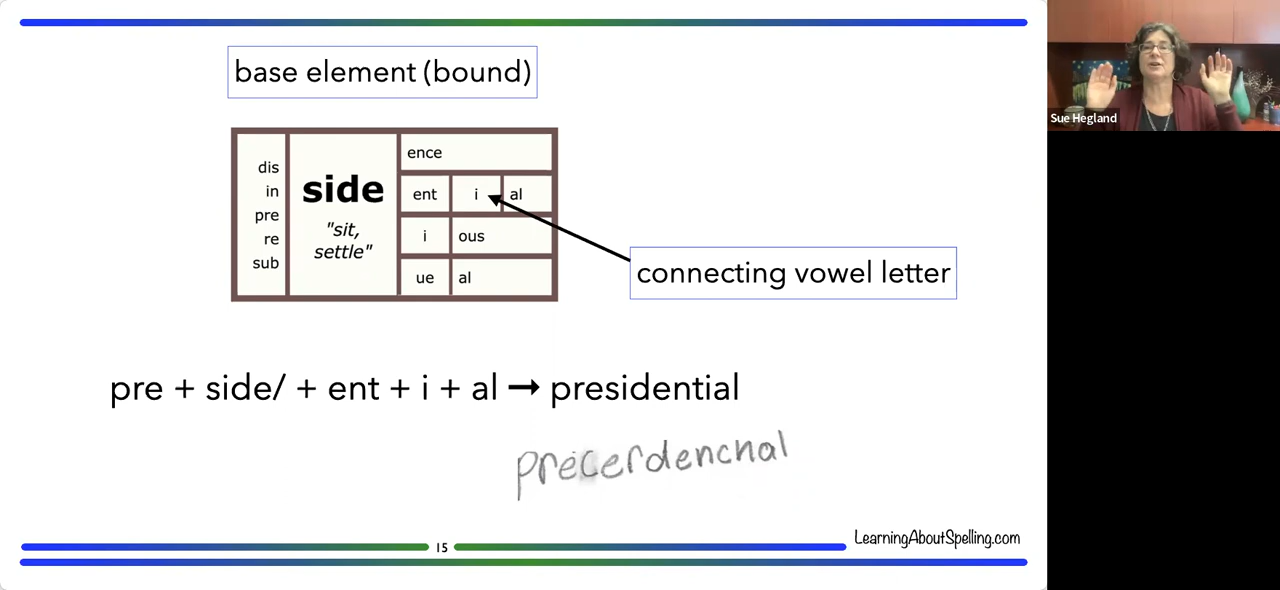 base element (bound)
Sue Hegland
dis
in
pre
re
sub
side
"sit,
settle"
ence
ent i al
i ous
ue al
connecting vowel letter
pre + side/ + ent + i + al → presidential
precerdenchal
LearningAboutSpelling.com
15